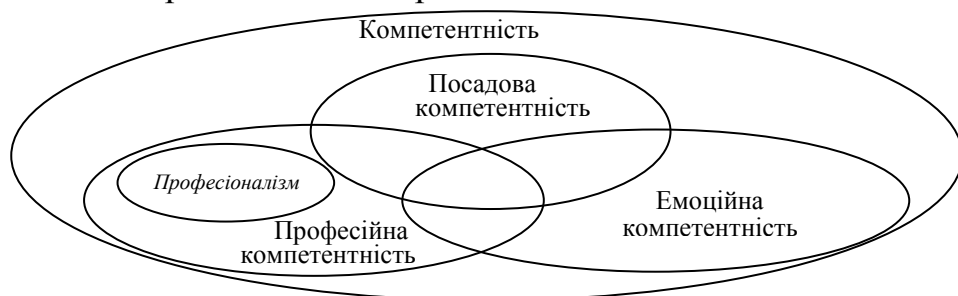 Компетентність
Посадова
компетентність
Професіоналізм
Емоційна
компетентність
Професійна
компетентність